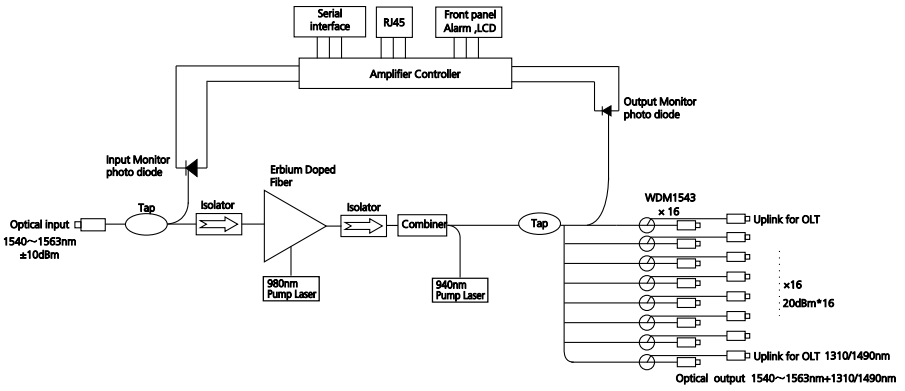 Serial
interface
RJ45
Front panel
Alarm ,LCD
Amplifier Controller
Output Monitor
photo diode
Input Monitor
photo diode
Erbium Doped
Fiber
Tap
Isolator
Isolator
WDM1543
× 16
Optical input
1540～1563nm
±10dBm
Combiner
Tap
Uplink for OLT
980nm
Pump Laser
940nm
Pump Laser
×16
20dBm*16
Uplink for OLT 1310/1490nm
Optical output 1540～1563nm+1310/1490nm